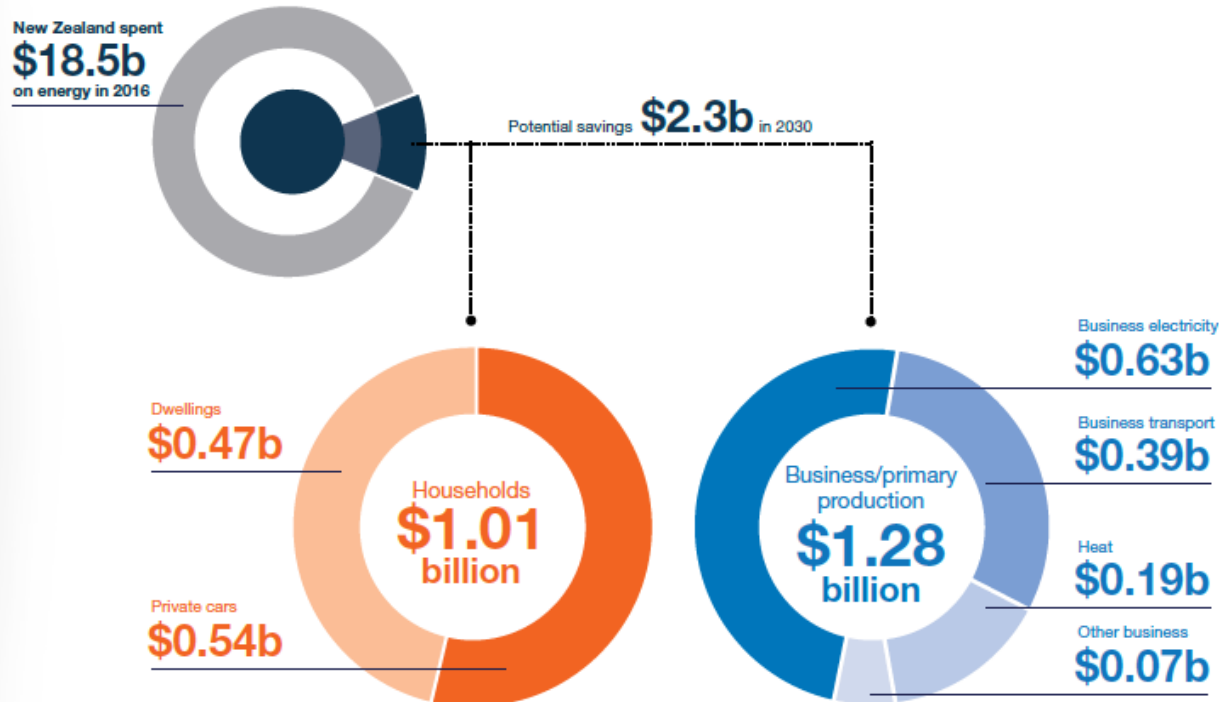 New Zealand spent
$18.5b
on energy in 2016
Potential savings $2.3b in 2030
Dwellings
$0.47b
Private cars
$0.54b
Households
$1.01
billion
Business/primary
production
$1.28
billion
Business electricity
$0.63b
Business transport
$0.39b
Heat
$0.19b
Other business
$0.07b